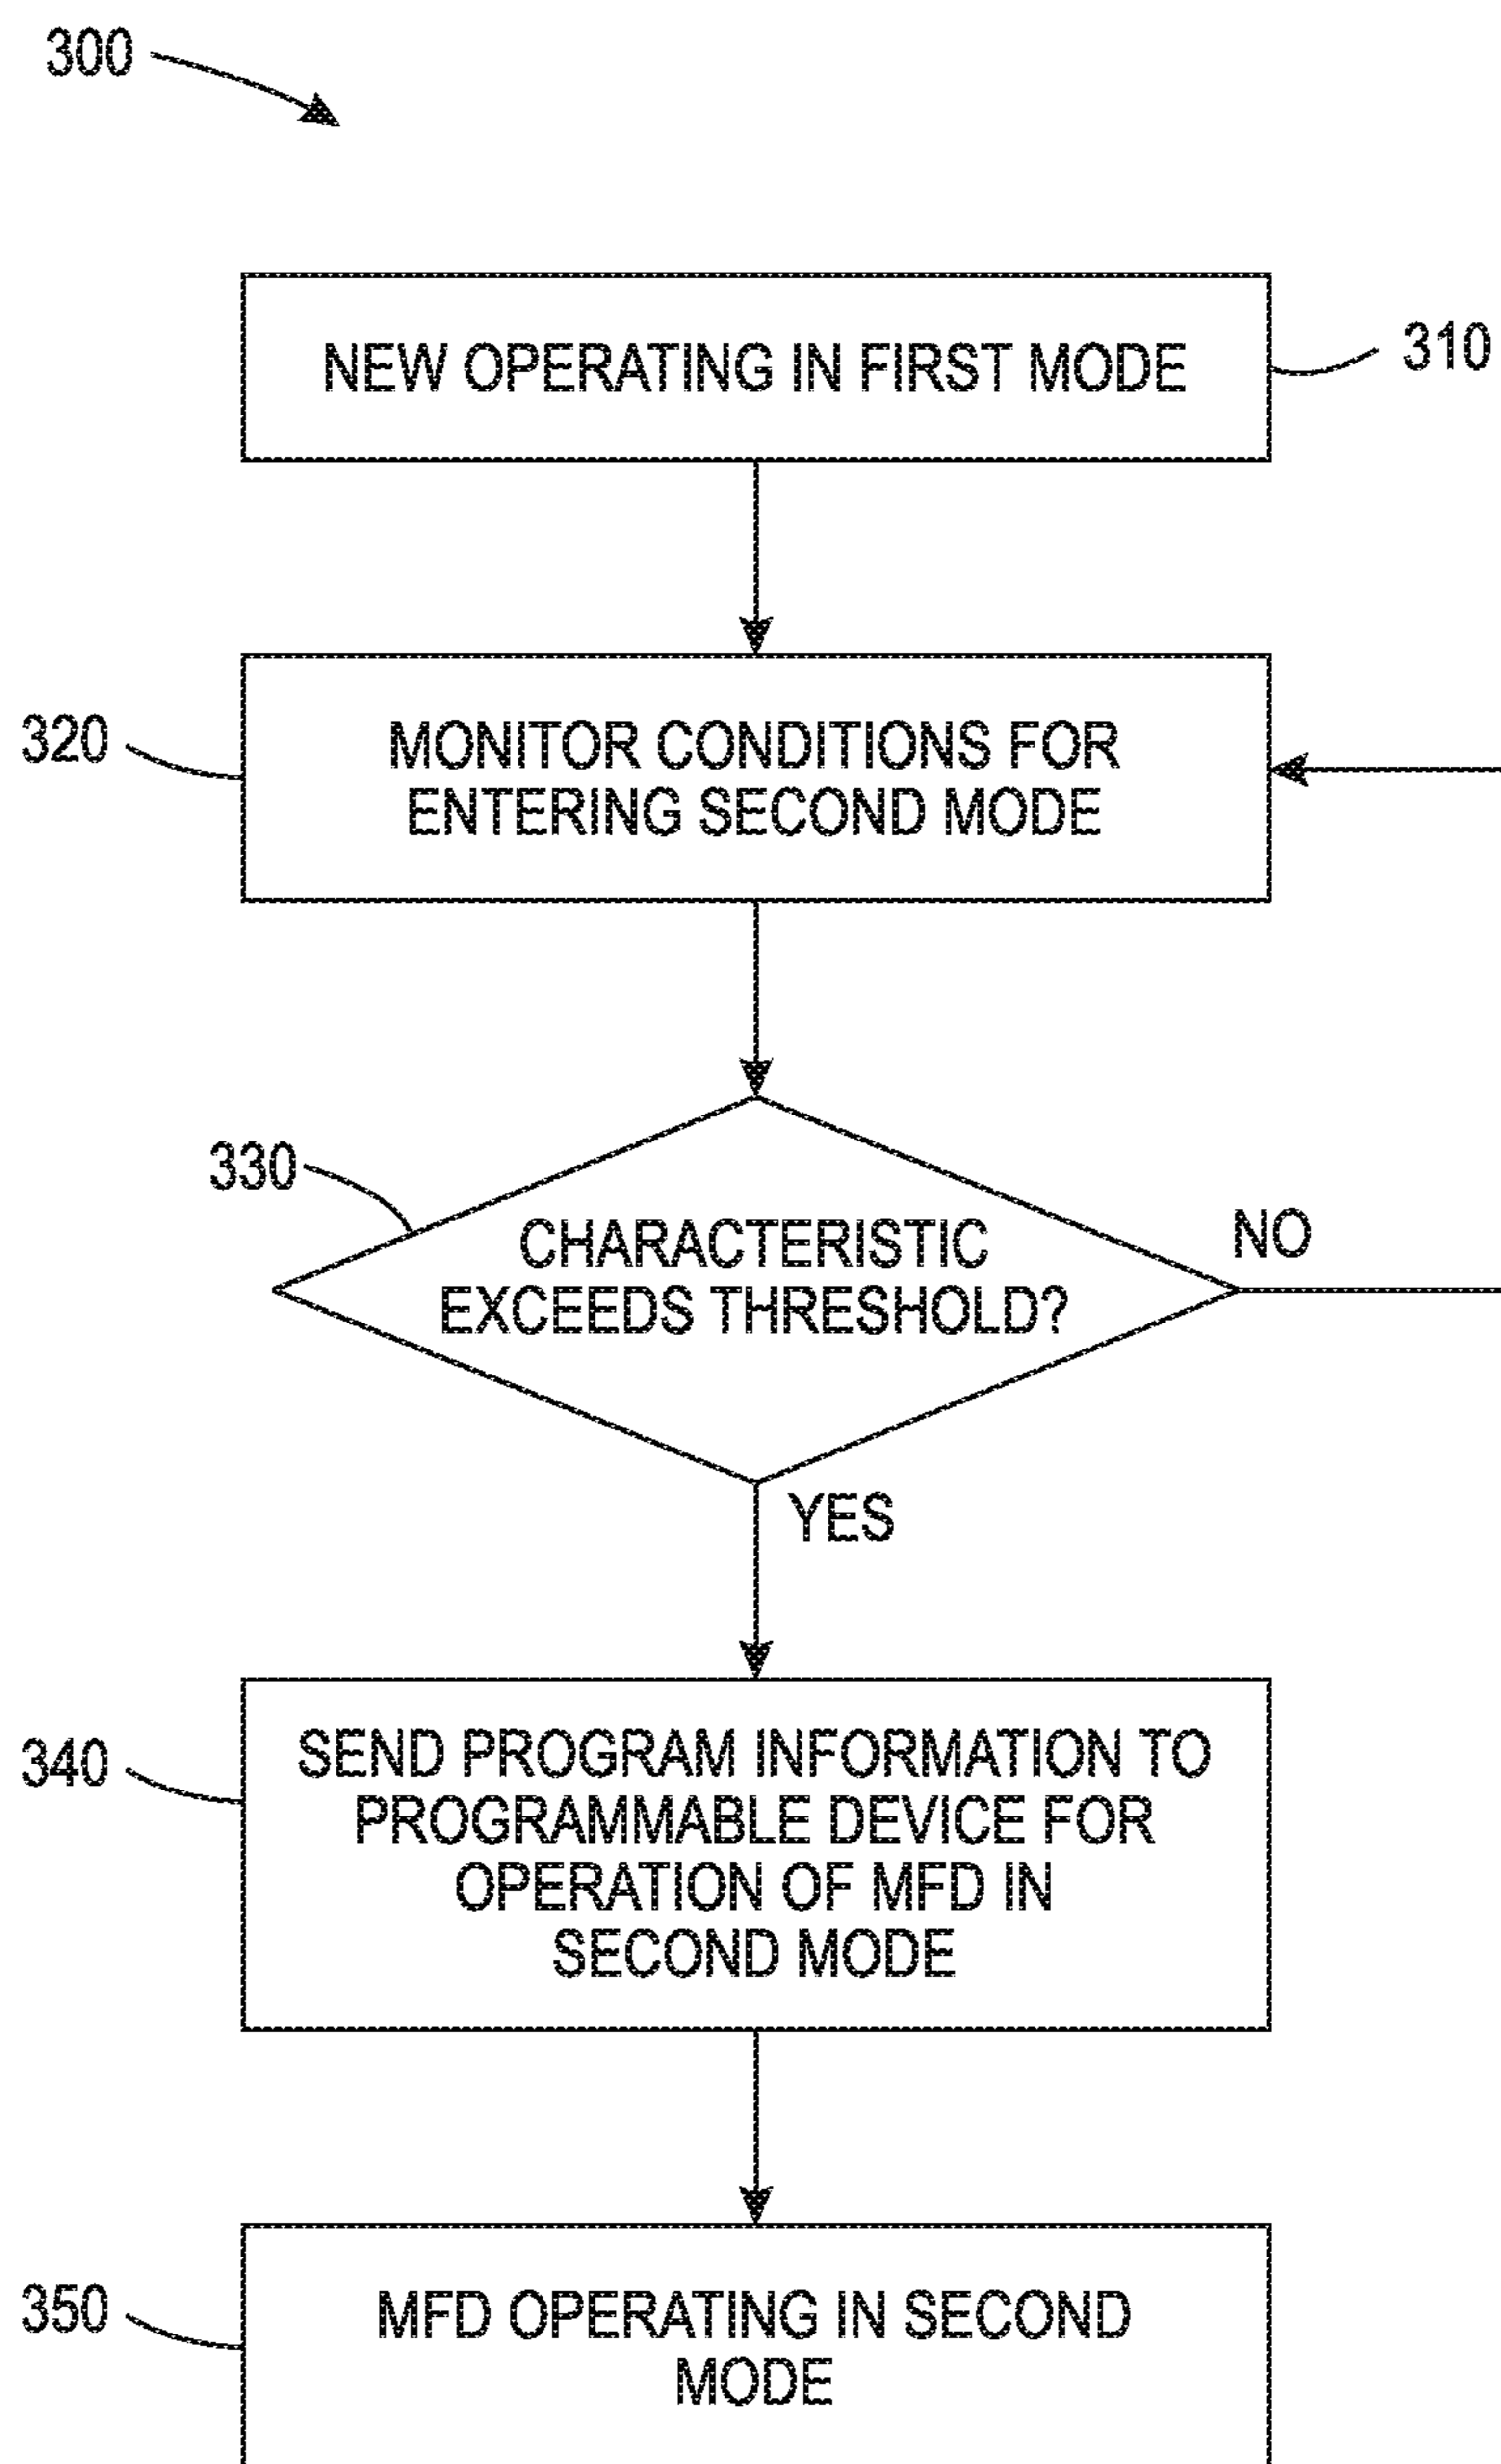 300
NEW OPERATING IN FIRST MODE
310
320
MONITOR CONDITIONS FOR
ENTERING SECOND MODE
330
CHARACTERISTIC
EXCEEDS THRESHOLD?
NO
YES
340
SEND PROGRAM INFORMATION TO
PROGRAMMABLE DEVICE FOR
OPERATION OF MFD IN
SECOND MODE
350
MFD OPERATING IN SECOND
MODE